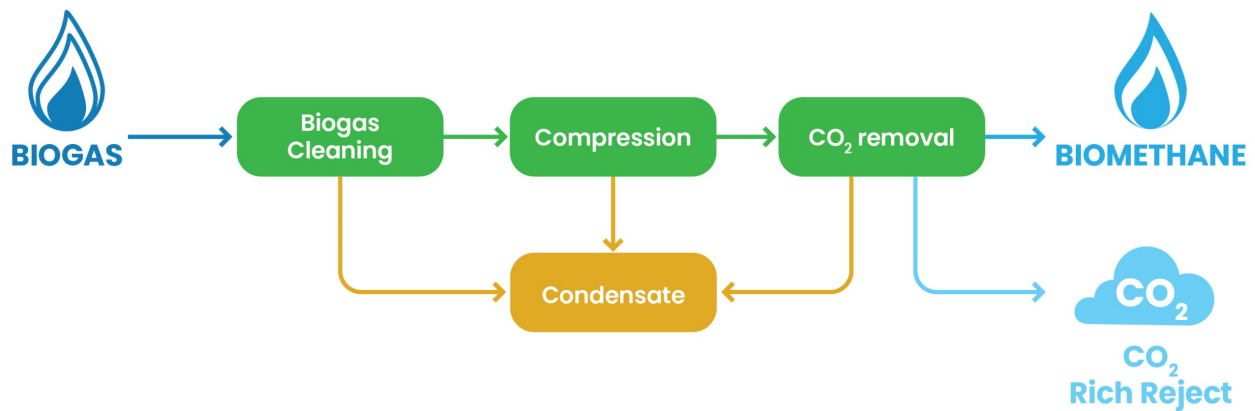 BIOGAS
Biogas
Cleaning
Compression
CO₂ removal
BIOMETHANE
Condensate
CO₂
CO₂
Rich Reject